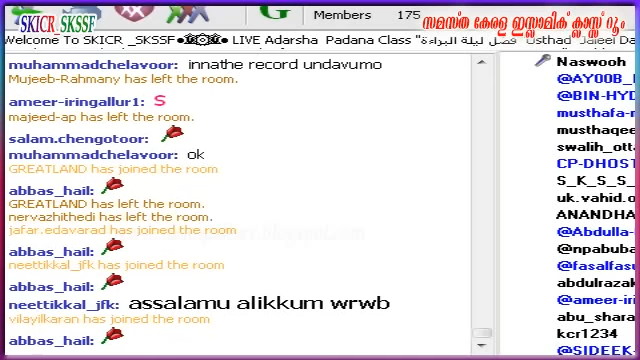 SKICR SKSSF
Members 175
സമസ്ത കേരള ഇസ്ലാമിക് ക്ലാസ്സ് റൂം
Welcome To SKICR _SKSSF LIVE Adarsha Padana Class "فضل ليلة البراءة" Usthad Jaleel Da
muhammadchelavoor: innathe record undavumo
Mujeeb-Rahmany has left the room.
ameer-iringallur1: S
majeed-ap has left the room.
salam.chengotoor:
muhammadchelavoor: ok
GREATLAND has joined the room
abbas_hail:
GREATLAND has left the room.
nervazhithedi has left the room.
jafar.edavarad has joined the room
abbas_hail:
neettikkal_jfk has joined the room
abbas_hail:
neettikkal_jfk: assalamu alikkum wrwb
vilayilkaran has joined the room
abbas_hail:
Naswooh
@AY00B_
@BIN-HYD
musthafa-
musthaqee
swalih_ott
CP-DHOST
S_K_S_S_
uk.vahid.o
ANANDHA
@Abdulla-
@npabuba
@fasalfasu
abdulrazak
@ameer-iri
abu_shara
kcr1234
@SIDEEK-